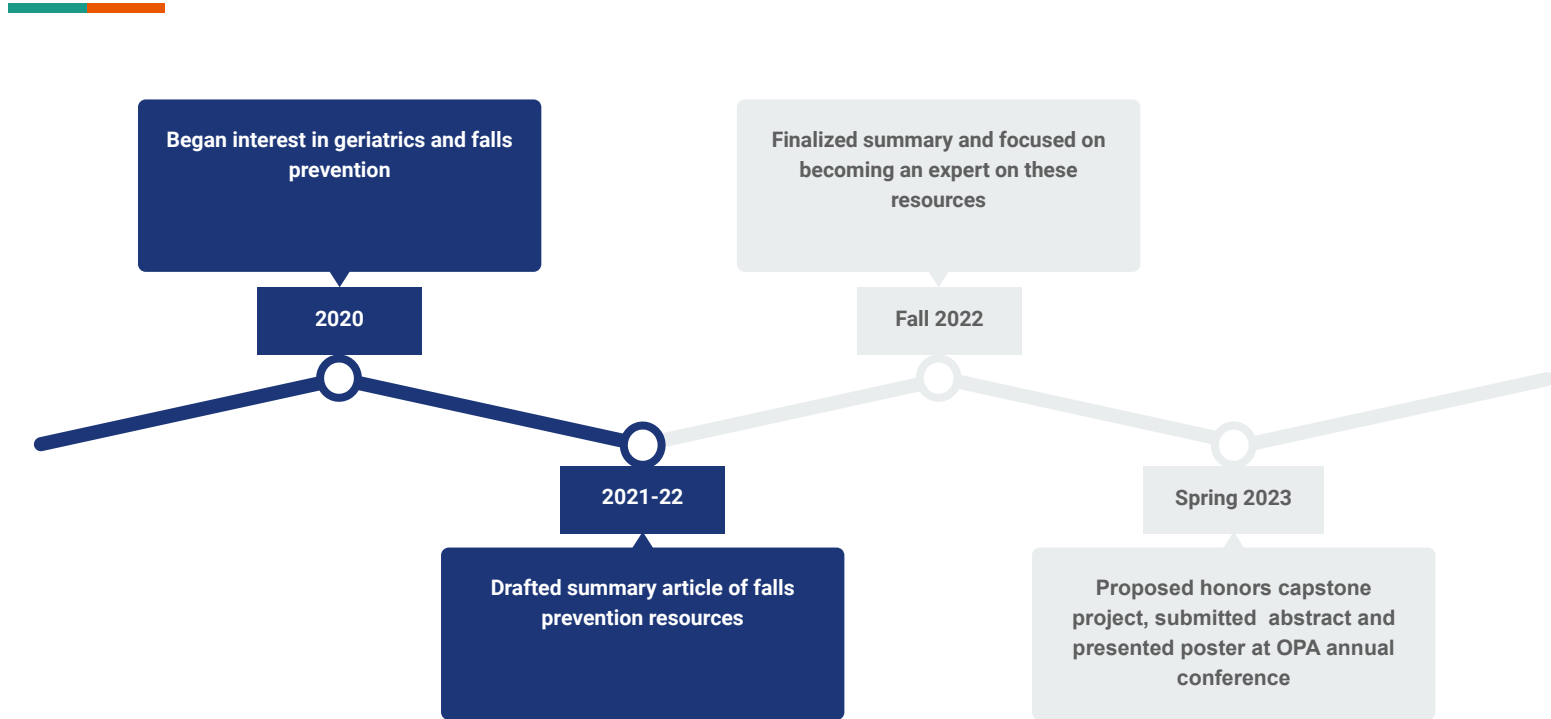 Began interest in geriatrics and falls
prevention
2020
2021-22
Drafted summary article of falls
prevention resources
Finalized summary and focused on
becoming an expert on these
resources
Fall 2022
Spring 2023
Proposed honors capstone
project, submitted  abstract and
presented poster at OPA annual
conference